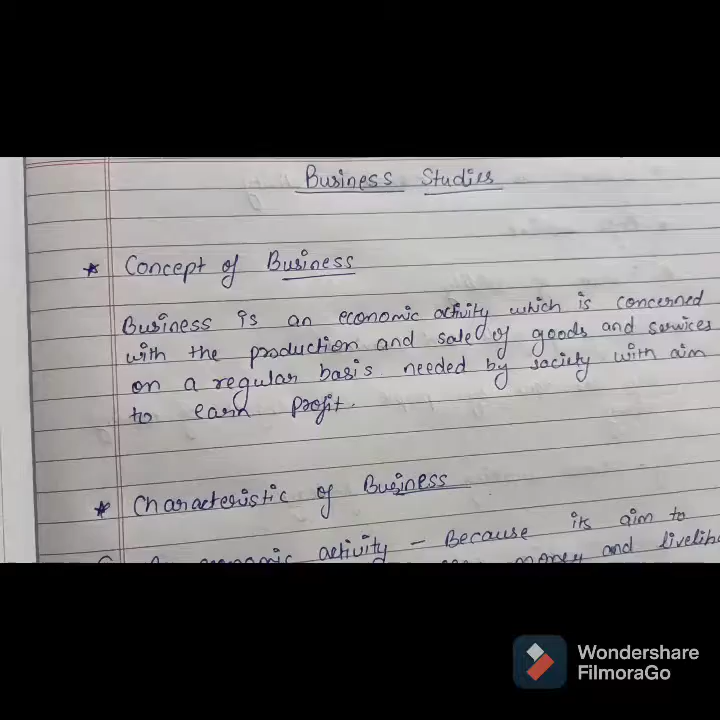 Business Studies
* Concept of Business
Business is an economic activity which is concerned
with the production and sale of goods and services
on a regular basis needed by society with aim
to earn profit.
* Characteristic of Business
economic activity - Because its aim to
money and
Wondershare
FilmoraGo